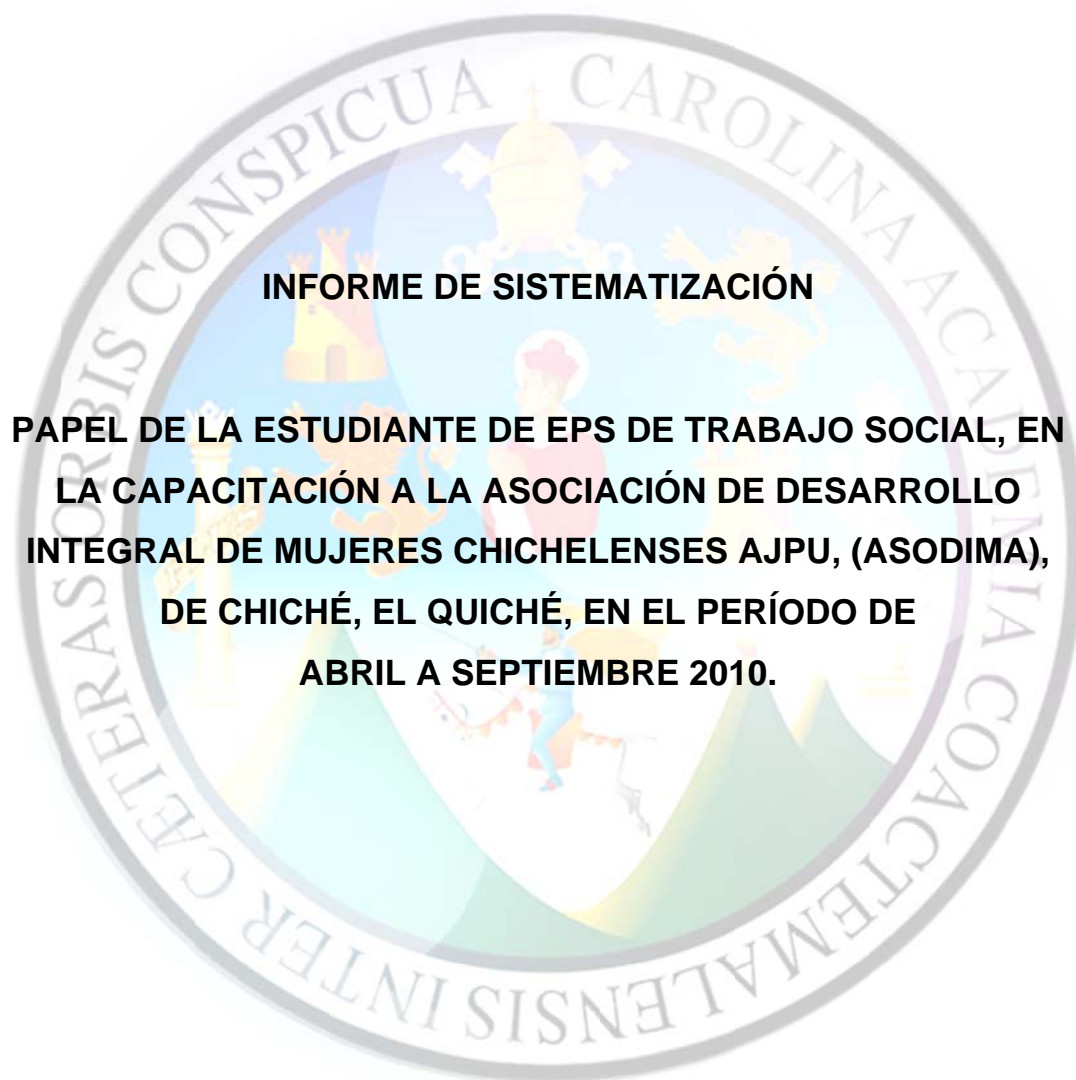 INFORME DE SISTEMATIZACIÓN
PAPEL DE LA ESTUDIANTE DE EPS DE TRABAJO SOCIAL, EN
LA CAPACITACIÓN A LA ASOCIACIÓN DE DESARROLLO
INTEGRAL DE MUJERES CHICHELENSES AJPU, (ASODIMA),
DE CHICHÉ, EL QUICHÉ, EN EL PERÍODO DE
ABRIL A SEPTIEMBRE 2010.
CAROLINA ACADEMIA COACTEMALENSIS INTER CÆTERAS ORBIS CONSPICUA